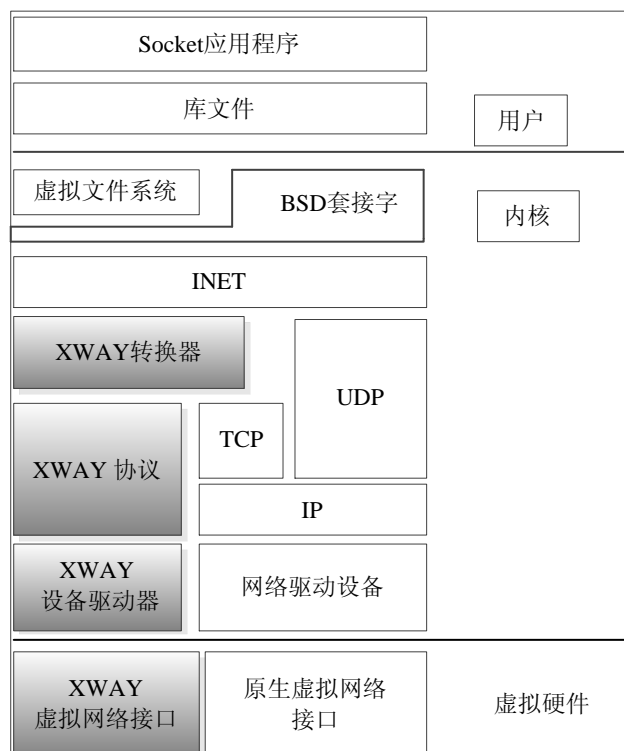 Socket应用程序
库文件
用户
虚拟文件系统
BSD套接字
内核
INET
XWAY转换器
UDP
TCP
XWAY 协议
IP
XWAY
设备驱动器
网络驱动设备
XWAY
虚拟网络接口
原生虚拟网络
接口
虚拟硬件